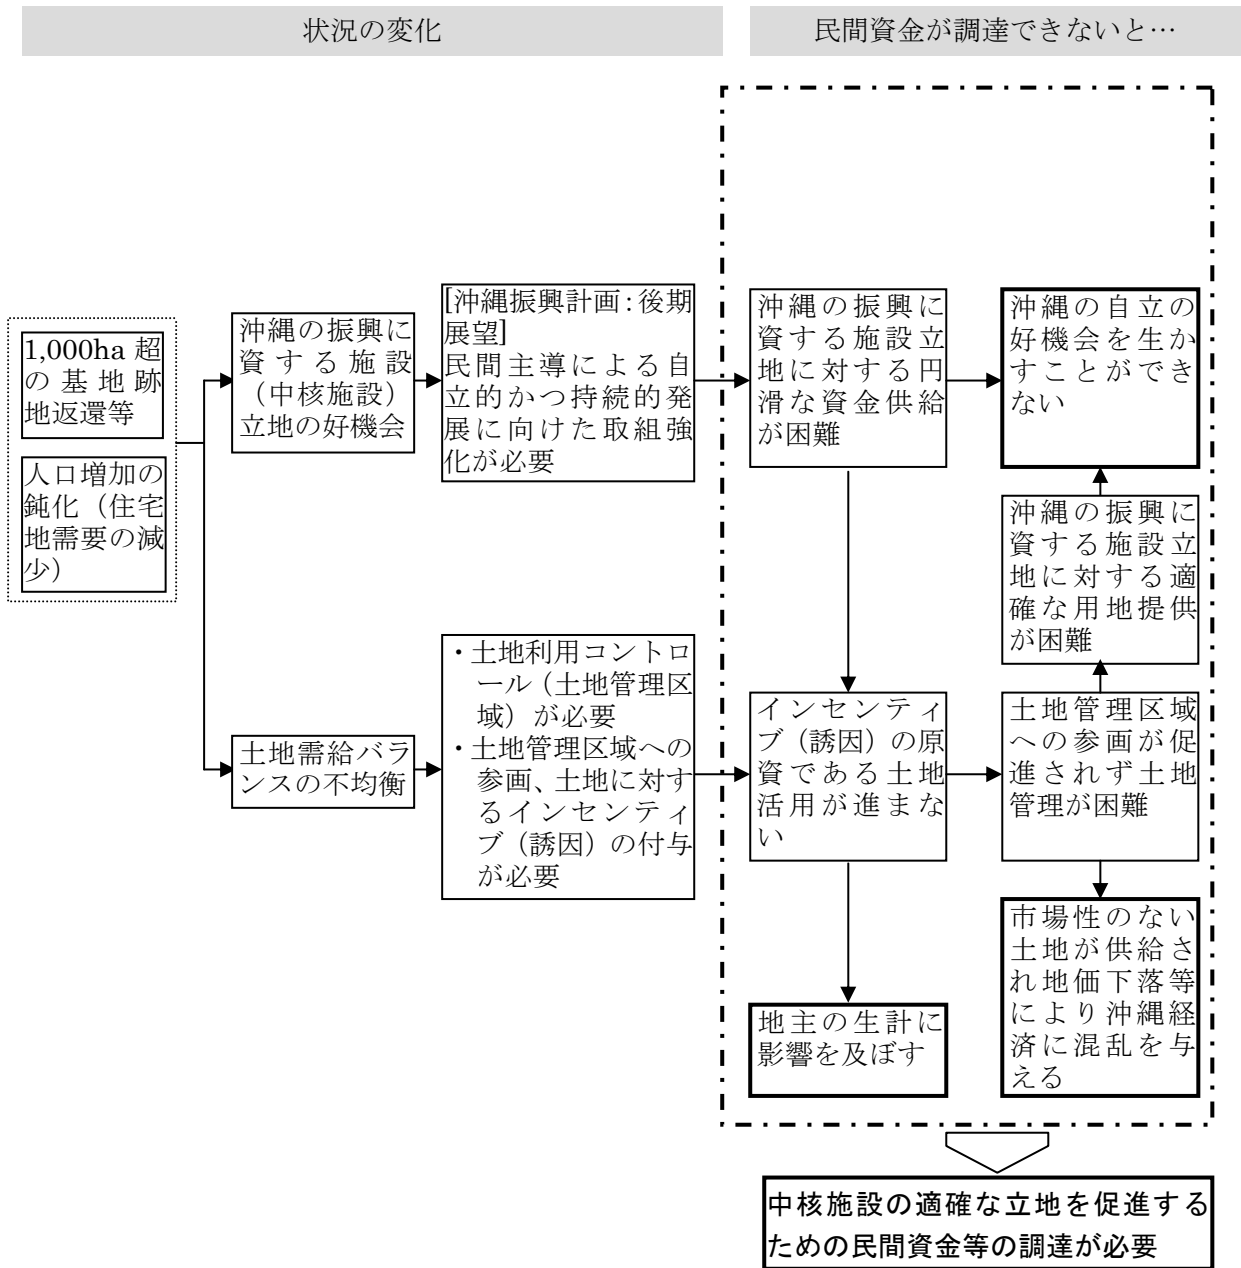 状況の変化
民間資金が調達できないと…
1,000ha 超
の基地跡
地返還等
人口増加の
鈍化（住宅
地需要の減
少）
沖縄の振興に
資する施設
（中核施設）
立地の好機会
[沖縄振興計画：後期
展望]
民間主導による自
立的かつ持続的発
展に向けた取組強
化が必要
沖縄の振興に
資する施設立
地に対する円
滑な資金供給
が困難
沖縄の自立の
好機会を生か
すことができ
ない
沖縄の振興に
資する施設立
地に対する適
確な用地提供
が困難
土地需給バラ
ンスの不均衡
・土地利用コントロ
ール（土地管理区
域）が必要
・土地管理区域への
参画、土地に対す
るインセンティ
ブ（誘因）の付与
が必要
インセンティ
ブ（誘因）の原
資である土地
活用が進まな
い
土地管理区域
への参画が促
進されず土地
管理が困難
地主の生計に
影響を及ぼす
市場性のない
土地が供給さ
れ地価下落等
により沖縄経
済に混乱を与
える
中核施設の適確な立地を促進する
ための民間資金等の調達が必要